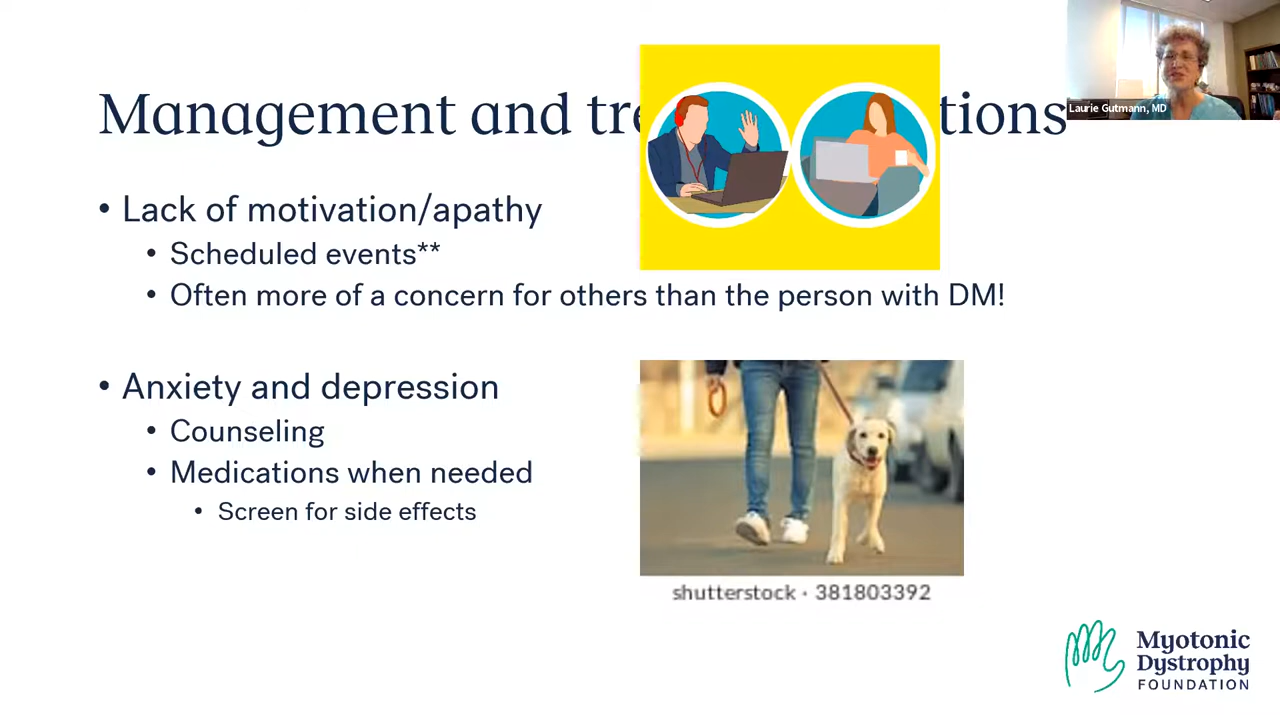 Management and tre tions
Laurie Gutmann, MD
• Lack of motivation/apathy
• Scheduled events**
• Often more of a concern for others than the person with DM!
• Anxiety and depression
• Counseling
• Medications when needed
• Screen for side effects
shutterstock · 381803392
Myotonic
Dystrophy
FOUNDATION